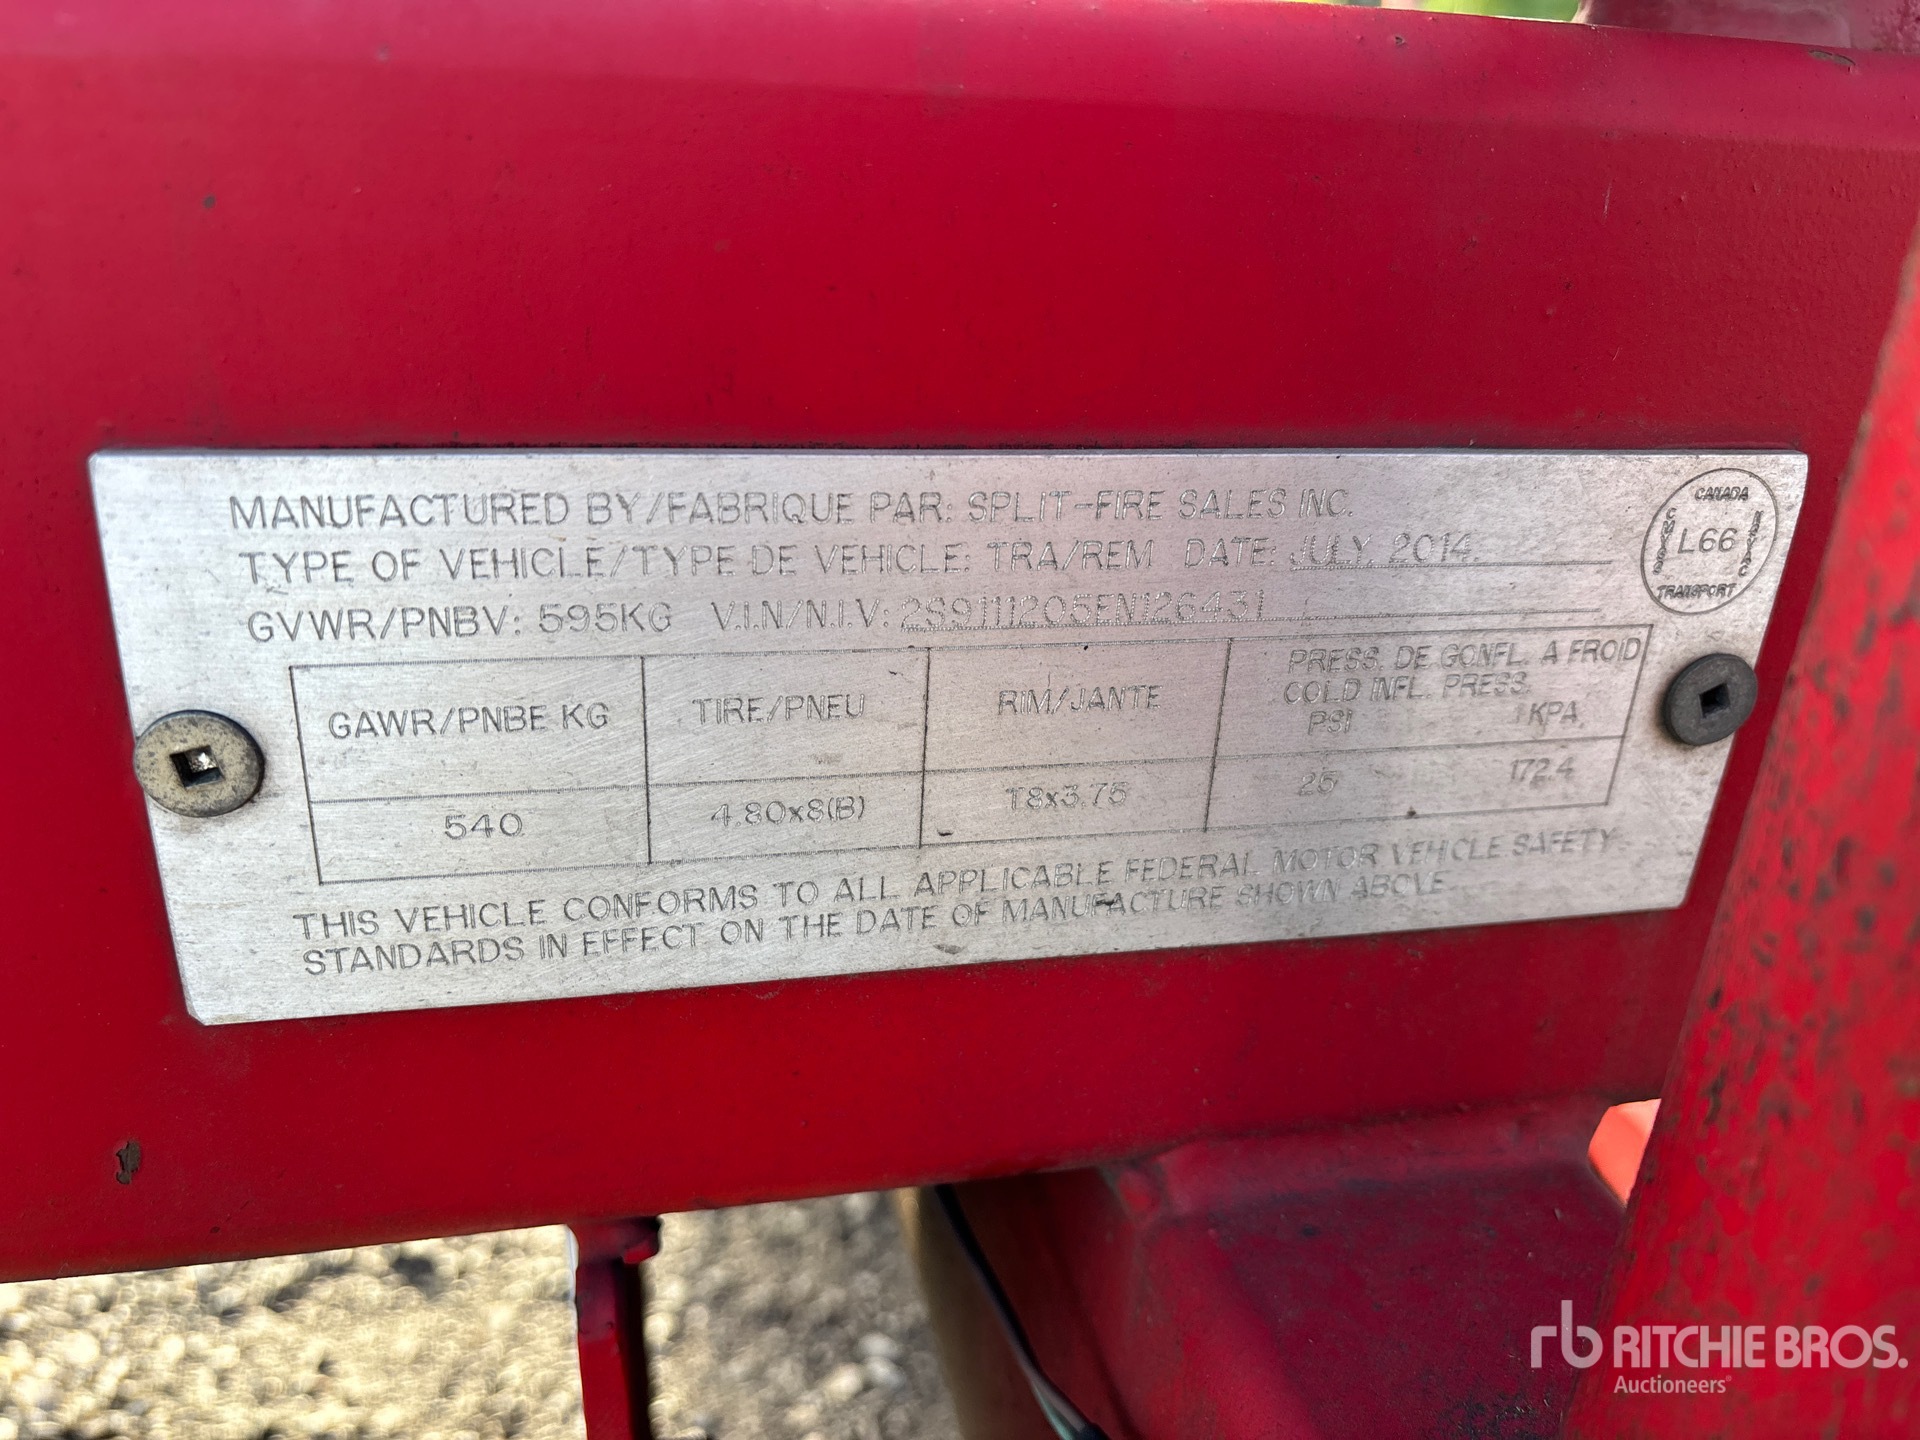 MANUFACTURED BY/FABRIQUE PAR: SPLIT-FIRE SALES INC.
TYPE OF VEHICLE/TYPE DE VEHICLE: TRA/REM DATE: JULY. 2014.
GVWR/PNBV: 595KG V.I.N/N.I.V: 2S9111205EN126431
CANADA
L66
TRANSPORT
GAWR/PNBE KG
TIRE/PNEU
RIM/JANTE
PRESS. DE GONFL. A FROID
COLD INFL. PRESS.
PSI KPA
540
4.80x8(B)
T8x3.75
25 172.4
THIS VEHICLE CONFORMS TO ALL APPLICABLE FEDERAL MOTOR VEHICLE SAFETY
STANDARDS IN EFFECT ON THE DATE OF MANUFACTURE SHOWN ABOVE
rb RITCHIE BROS.
Auctioneers